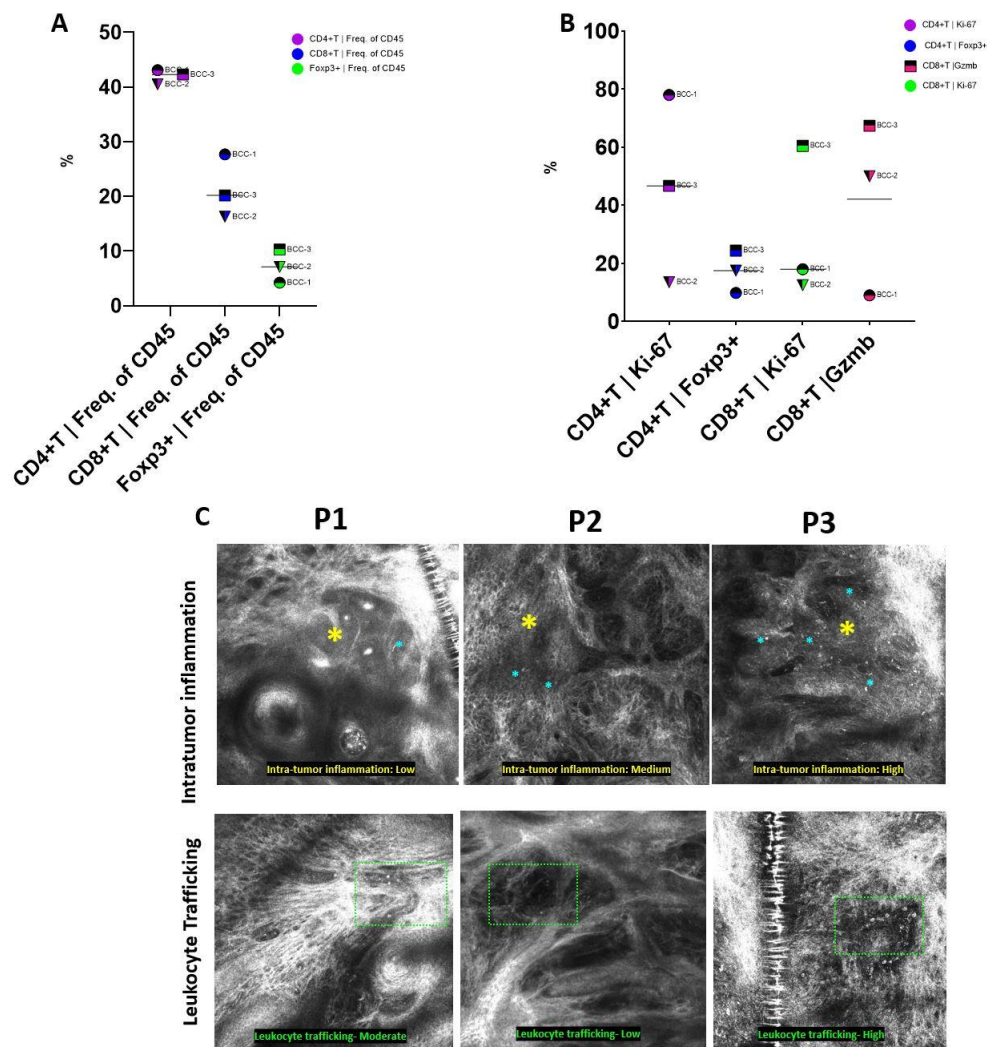 A
50
40
30
20
10
0
%
BCC-1
BCC-3
BCC-2
BCC-1
BCC-3
BCC-2
BCC-3
BCC-2
BCC-1
CD4+T | Freq. of CD45
CD8+T | Freq. of CD45
Foxp3+ | Freq. of CD45
CD4+T | Freq. of CD45
CD8+T | Freq. of CD45
Foxp3+ | Freq. of CD45
B
80
60
40
20
0
%
BCC-1
BCC-3
BCC-2
BCC-3
BCC-2
BCC-1
BCC-3
BCC-1
BCC-2
BCC-3
BCC-2
BCC-1
CD4+T | Ki-67
CD4+T | Foxp3+
CD8+T |Gzmb
CD8+T | Ki-67
CD4+T | Ki-67
CD4+T | Foxp3+
CD8+T | Ki-67
CD8+T |Gzmb
C
P1
P2
P3
Intratumor inflammation
Intra-tumor inflammation: Low
Intra-tumor inflammation: Medium
Intra-tumor inflammation: High
Leukocyte Trafficking
Leukocyte trafficking- Moderate
Leukocyte trafficking- Low
Leukocyte trafficking- High